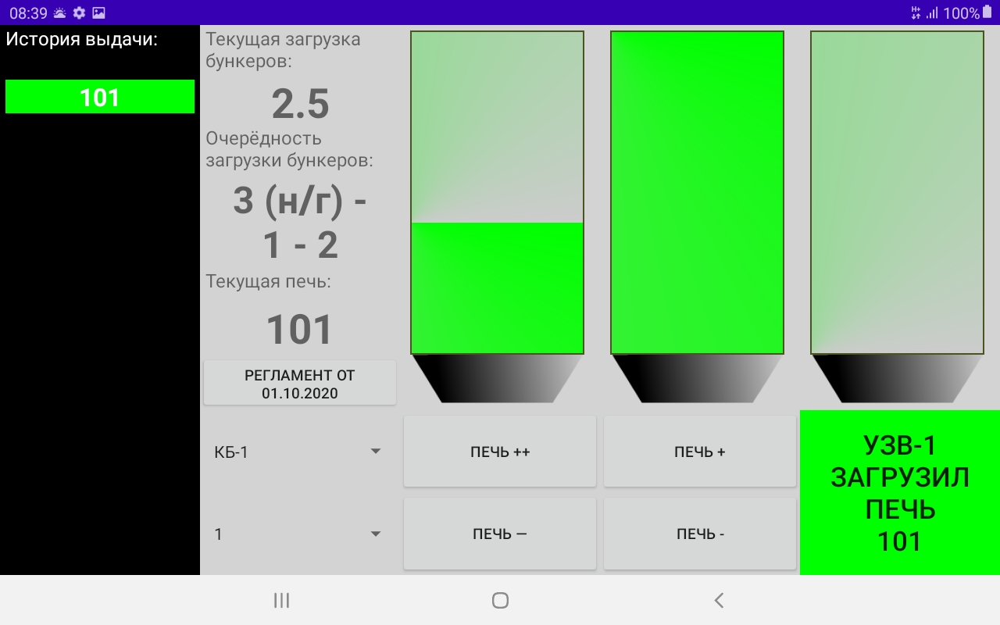 08:39
100%
История выдачи:
101
Текущая загрузка
бункеров:
2.5
Очерёдность
загрузки бункеров:
3 (н/г) -
1 - 2
Текущая печь:
101
РЕГЛАМЕНТ ОТ
01.10.2020
КБ-1
1
ПЕЧЬ ++
ПЕЧЬ +
ПЕЧЬ —
ПЕЧЬ -
УЗВ-1
ЗАГРУЗИЛ
ПЕЧЬ
101